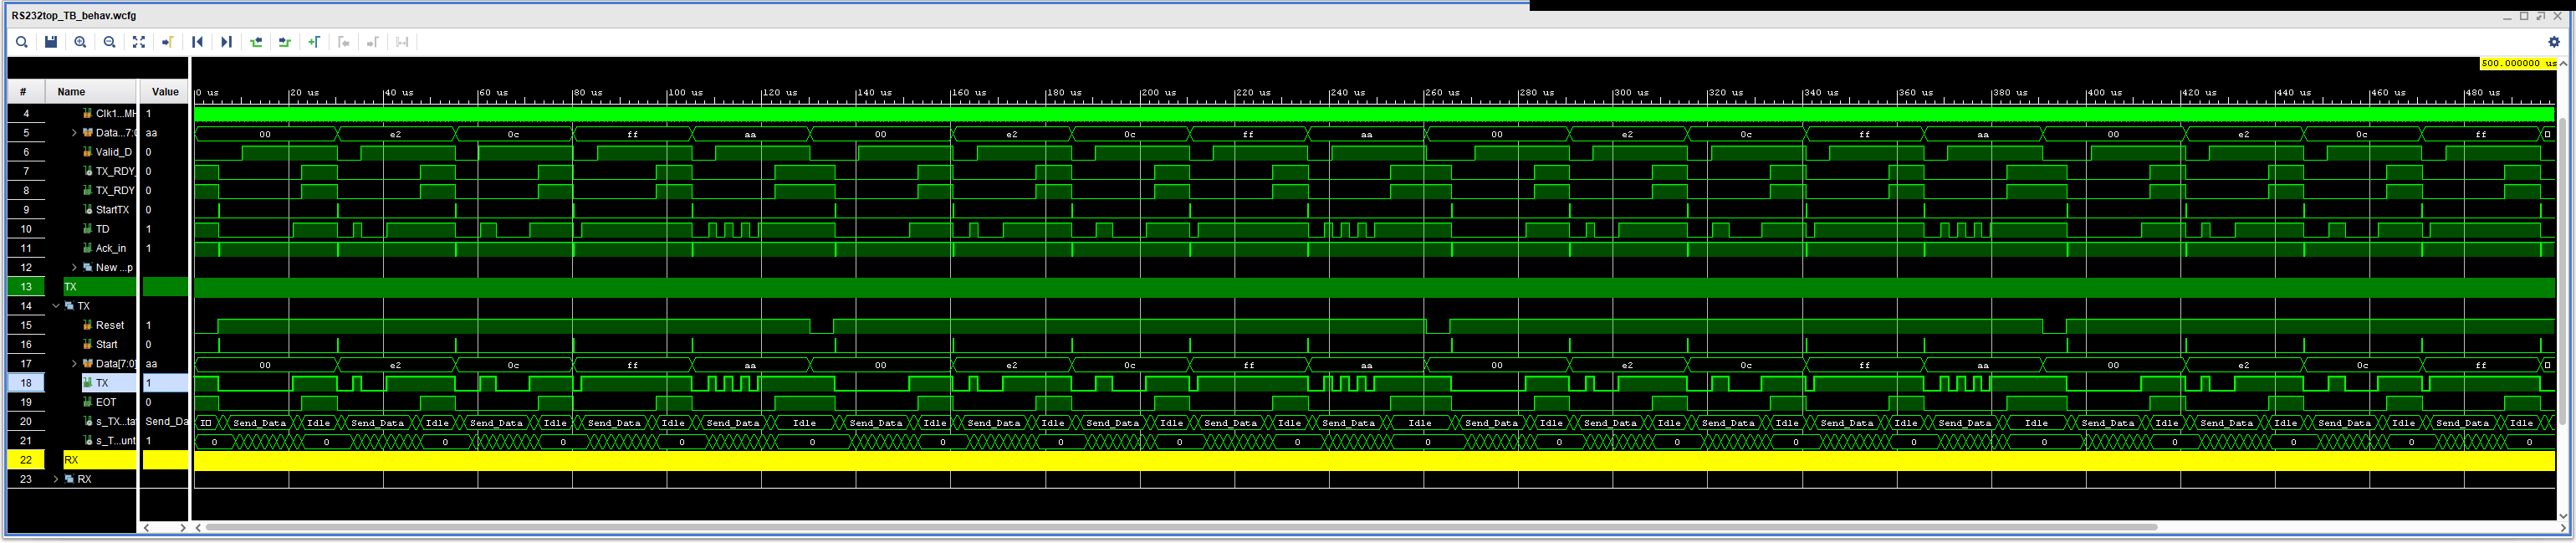 RS232top_TB_behav.wcfg
500.000000 us
# Name Value
0 us 20 us 40 us 60 us 80 us 100 us 120 us 140 us 160 us 180 us 200 us 220 us 240 us 260 us 280 us 300 us 320 us 340 us 360 us 380 us 400 us 420 us 440 us 460 us 480 us
4 Clk1...MH 1
5 Data...7:0 aa 00 e2 0c ff aa 00 e2 0c ff aa 00 e2 0c ff aa 00 e2 0c ff
6 Valid_D 0
7 TX_RDY_ 0
8 TX_RDY 0
9 StartTX 0
10 TD 1
11 Ack_in 1
12 New ...p
13 TX
14 TX
15 Reset 1
16 Start 0
17 Data[7:0] aa 00 e2 0c ff aa 00 e2 0c ff aa 00 e2 0c ff aa 00 e2 0c ff
18 TX 1
19 EOT 0
20 s_TX...ta Send_Da Send_Data Idle Send_Data Idle Send_Data Idle Send_Data Idle Send_Data Idle Send_Data Idle Send_Data Idle Send_Data Idle Send_Data Idle Send_Data Idle Send_Data Idle Send_Data Idle Send_Data Idle Send_Data Idle Send_Data Idle Send_Data Idle Send_Data Idle Send_Data Idle Send_Data Idle
21 s_T...unt 1 0 0 0 0 0 0 0 0 0 0 0 0 0 0 0 0 0 0 0 0
22 RX
23 RX